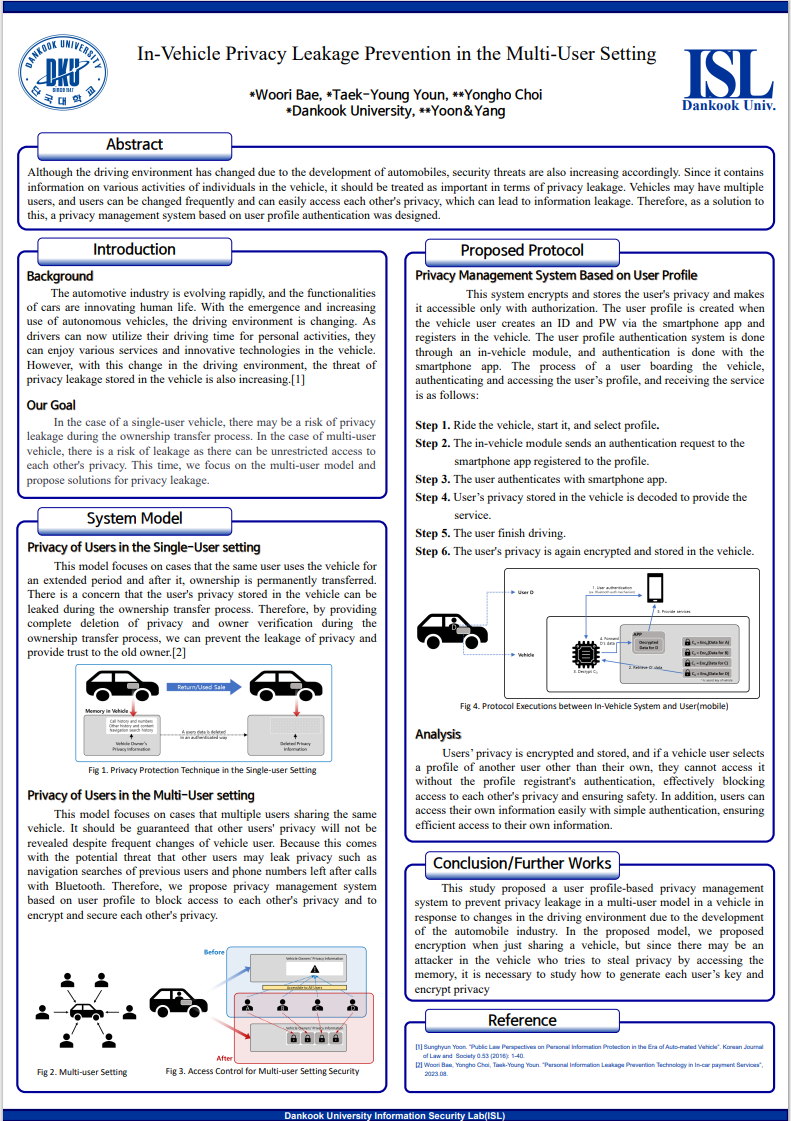 DANKOOK UNIVERSITY
DKU
SINCE 1947
단국대학교
In-Vehicle Privacy Leakage Prevention in the Multi-User Setting
*Woori Bae, *Taek-Young Youn, **Yongho Choi
*Dankook University, **Yoon&Yang
ISL
Dankook Univ.
Abstract
Although the driving environment has changed due to the development of automobiles, security threats are also increasing accordingly. Since it contains
information on various activities of individuals in the vehicle, it should be treated as important in terms of privacy leakage. Vehicles may have multiple
users, and users can be changed frequently and can easily access each other's privacy, which can lead to information leakage. Therefore, as a solution to
this, a privacy management system based on user profile authentication was designed.
Introduction
Background
The automotive industry is evolving rapidly, and the functionalities
of cars are innovating human life. With the emergence and increasing
use of autonomous vehicles, the driving environment is changing. As
drivers can now utilize their driving time for personal activities, they
can enjoy various services and innovative technologies in the vehicle.
However, with this change in the driving environment, the threat of
privacy leakage stored in the vehicle is also increasing.[1]
Our Goal
In the case of a single-user vehicle, there may be a risk of privacy
leakage during the ownership transfer process. In the case of multi-user
vehicle, there is a risk of leakage as there can be unrestricted access to
each other's privacy. This time, we focus on the multi-user model and
propose solutions for privacy leakage.
System Model
Privacy of Users in the Single-User setting
This model focuses on cases that the same user uses the vehicle for
an extended period and after it, ownership is permanently transferred.
There is a concern that the user's privacy stored in the vehicle can be
leaked during the ownership transfer process. Therefore, by providing
complete deletion of privacy and owner verification during the
ownership transfer process, we can prevent the leakage of privacy and
provide trust to the old owner.[2]
Return/Used Sale
Memory in Vehicle
Call history and numbers
Other history and content
Navigation search history
Vehicle Owner's
Privacy Information
A users data is deleted
in an authenticated way
Deleted Privacy
Information
Fig 1. Privacy Protection Technique in the Single-user Setting
Privacy of Users in the Multi-User setting
This model focuses on cases that multiple users sharing the same
vehicle. It should be guaranteed that other users' privacy will not be
revealed despite frequent changes of vehicle user. Because this comes
with the potential threat that other users may leak privacy such as
navigation searches of previous users and phone numbers left after calls
with Bluetooth. Therefore, we propose privacy management system
based on user profile to block access to each other's privacy and to
encrypt and secure each other's privacy.
Before
Vehicle Owners' Privacy Information
Accessible to All Users
A B C D
Vehicle Owners' Privacy Information
After
Fig 2. Multi-user Setting
Fig 3. Access Control for Multi-user Setting Security
Proposed Protocol
Privacy Management System Based on User Profile
This system encrypts and stores the user's privacy and makes
it accessible only with authorization. The user profile is created when
the vehicle user creates an ID and PW via the smartphone app and
registers in the vehicle. The user profile authentication system is done
through an in-vehicle module, and authentication is done with the
smartphone app. The process of a user boarding the vehicle,
authenticating and accessing the user's profile, and receiving the service
is as follows:
Step 1. Ride the vehicle, start it, and select profile.
Step 2. The in-vehicle module sends an authentication request to the
smartphone app registered to the profile.
Step 3. The user authenticates with smartphone app.
Step 4. User's privacy stored in the vehicle is decoded to provide the
service.
Step 5. The user finish driving.
Step 6. The user's privacy is again encrypted and stored in the vehicle.
User D
1. User authentication
5. Provide services
D
Vehicle
APP
Decrypted
Data for D
Fig 4. Protocol Executions between In-Vehicle System and User(mobile)
Analysis
Users' privacy is encrypted and stored, and if a vehicle user selects
a profile of another user other than their own, they cannot access it
without the profile registrant's authentication, effectively blocking
access to each other's privacy and ensuring safety. In addition, users can
access their own information easily with simple authentication, ensuring
efficient access to their own information.
Conclusion/Further Works
This study proposed a user profile-based privacy management
system to prevent privacy leakage in a multi-user model in a vehicle in
response to changes in the driving environment due to the development
of the automobile industry. In the proposed model, we proposed
encryption when just sharing a vehicle, but since there may be an
attacker in the vehicle who tries to steal privacy by accessing the
memory, it is necessary to study how to generate each user's key and
encrypt privacy
Reference
[1] Sunghyun Yoon. "Public Law Perspectives on Personal Information Protection in the Era of Auto-mated Vehicle". Korean Journal
of Law and Society 0.53 (2016): 1-40.
[2] Woori Bae, Yongho Choi, Taek-Young Youn. "Personal Information Leakage Prevention Technology in In-car payment Services",
2023.08.
Dankook University Information Security Lab(ISL)